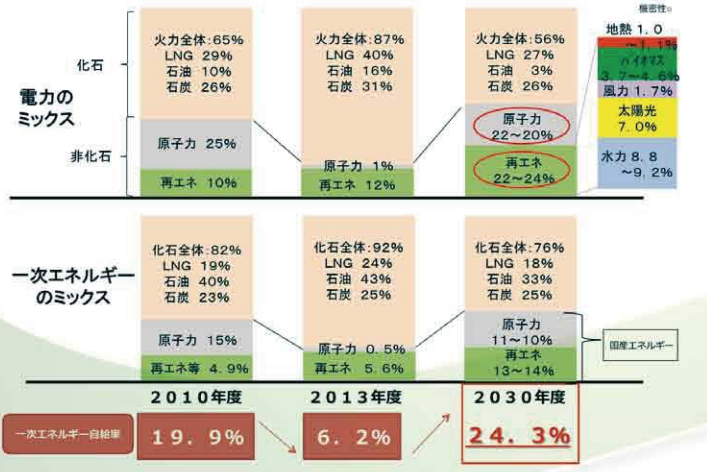 機密性○
化石
非化石
電力の
ミックス
火力全体:65%
LNG 29%
石油 10%
石炭 26%
原子力 25%
再エネ 10%
火力全体:87%
LNG 40%
石油 16%
石炭 31%
原子力 1%
再エネ 12%
火力全体:56%
LNG 27%
石油 3%
石炭 26%
原子力
22~20%
再エネ
22~24%
地熱 1.0
~1.1%
バイオマス
3.7~4.6%
風力 1.7%
太陽光
7.0%
水力 8.8
~9.2%
一次エネルギー
のミックス
化石全体:82%
LNG 19%
石油 40%
石炭 23%
原子力 15%
再エネ等 4.9%
化石全体:92%
LNG 24%
石油 43%
石炭 25%
原子力 0.5%
再エネ 5.6%
化石全体:76%
LNG 18%
石油 33%
石炭 25%
原子力
11~10%
再エネ
13~14%
国産エネルギー
2010年度
2013年度
2030年度
一次エネルギー自給率
19.9%
6.2%
24.3%